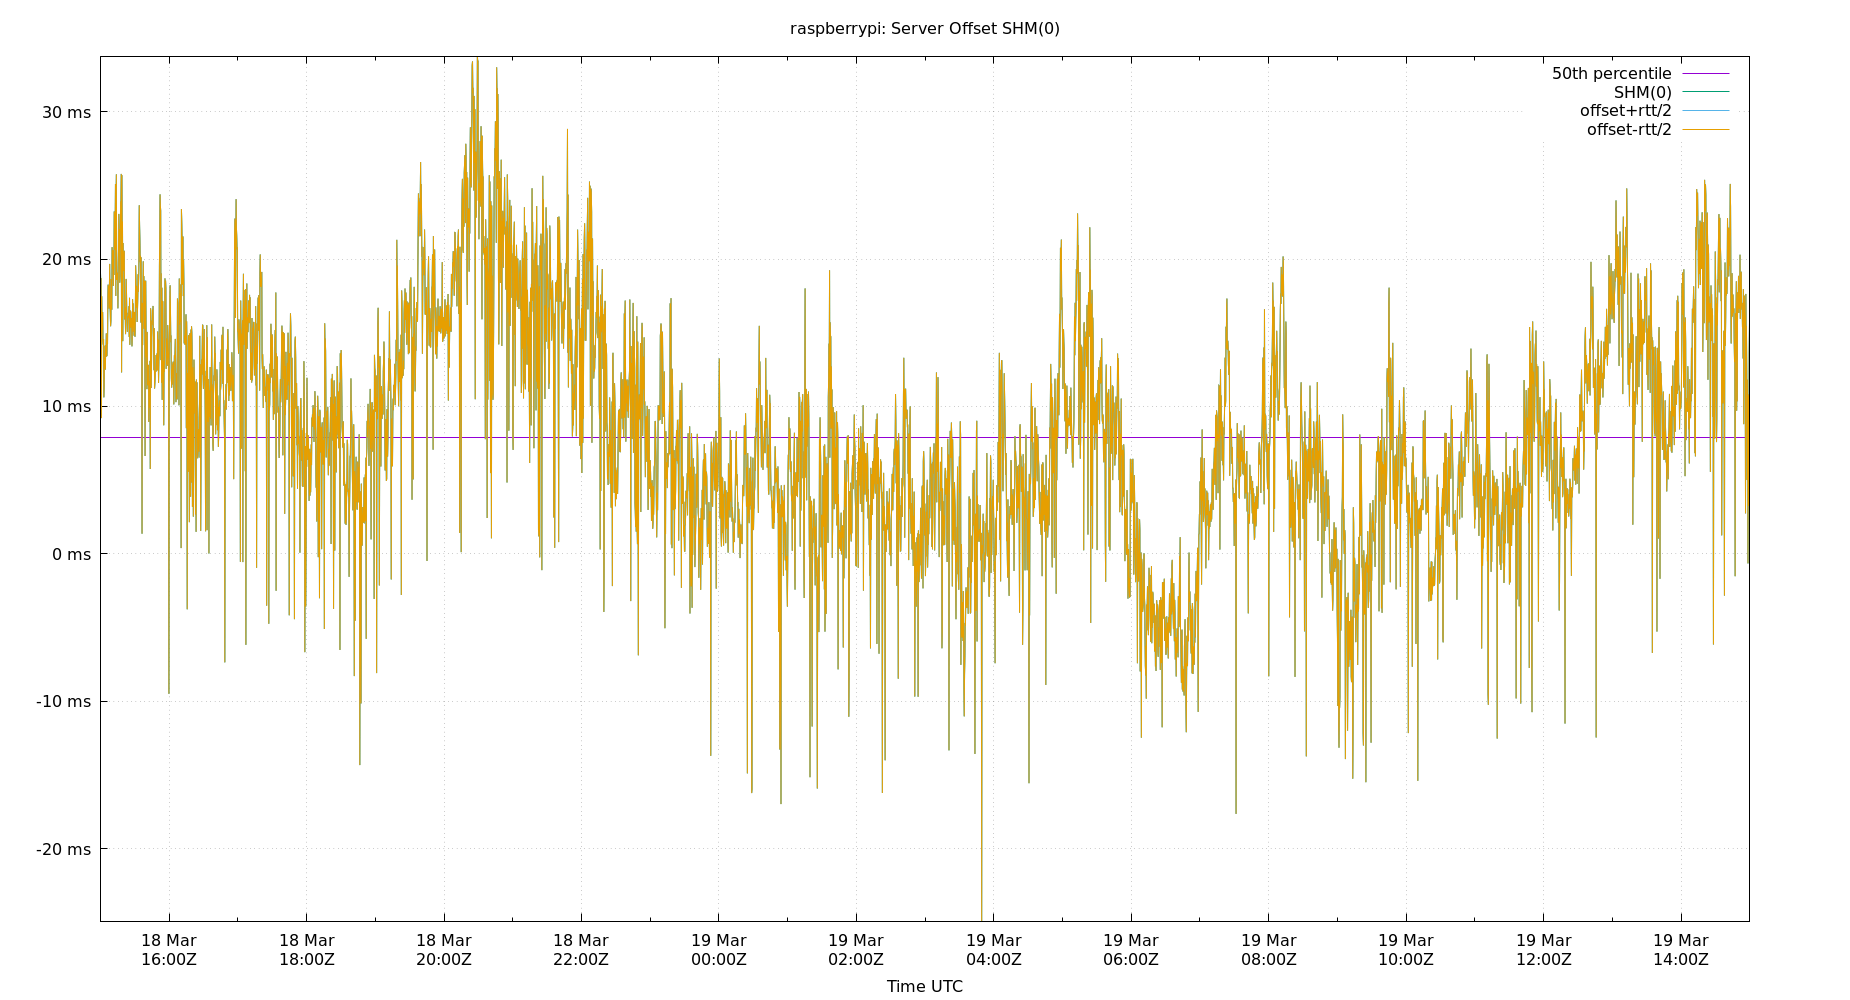 raspberrypi: Server Offset SHM(0)
50th percentile
SHM(0)
offset+rtt/2
offset-rtt/2
30 ms
20 ms
10 ms
0 ms
-10 ms
-20 ms
18 Mar 18 Mar 18 Mar 18 Mar 19 Mar 19 Mar 19 Mar 19 Mar 19 Mar 19 Mar 19 Mar 19 Mar
16:00Z 18:00Z 20:00Z 22:00Z 00:00Z 02:00Z 04:00Z 06:00Z 08:00Z 10:00Z 12:00Z 14:00Z
Time UTC